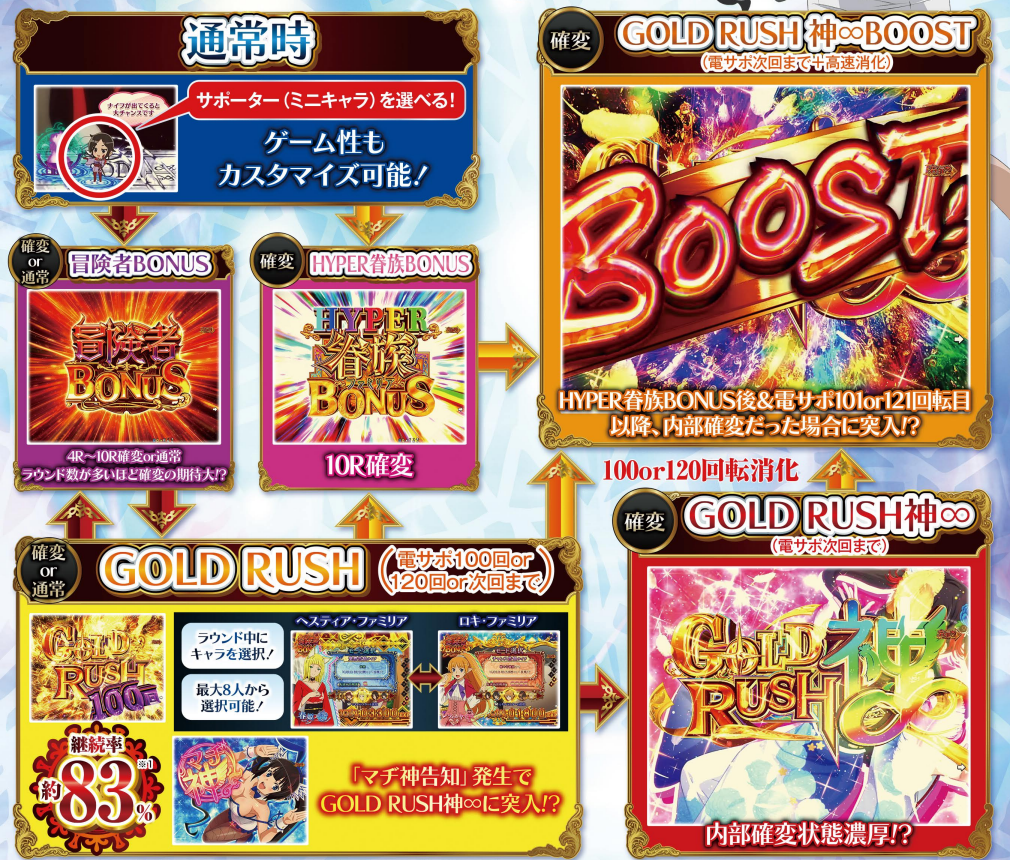 通常時
ナイフが出てくると
大チャンスです
サポーター(ミニキャラ)を選べる!
ゲーム性も
カスタマイズ可能!
確変
GOLD RUSH 神∞BOOST
(電サポ次回まで+高速消化)
BOOST!
HYPER眷族BONUS後&電サポ101or121回転目
以降、内部確変だった場合に突入!?
確変
or
通常
冒険者BONUS
冒険者
BONUS
4R~10R確変or通常
ラウンド数が多いほど確変の期待大!?
確変
HYPER眷族BONUS
HYPER
眷族
ファミリア
BONUS
10R確変
100or120回転消化
確変
or
通常
GOLD RUSH
(電サポ100回or
120回or次回まで)
GOLD
RUSH
100回
ラウンド中に
キャラを選択!
最大8人から
選択可能!
ヘスティア・ファミリア
ロキ・ファミリア
継続率
約83%
※1
マヂ
神
「マヂ神告知」発生で
GOLD RUSH神∞に突入!?
確変
GOLD RUSH神∞
(電サポ次回まで)
GOLD
RUSH
神∞
内部確変状態濃厚!?